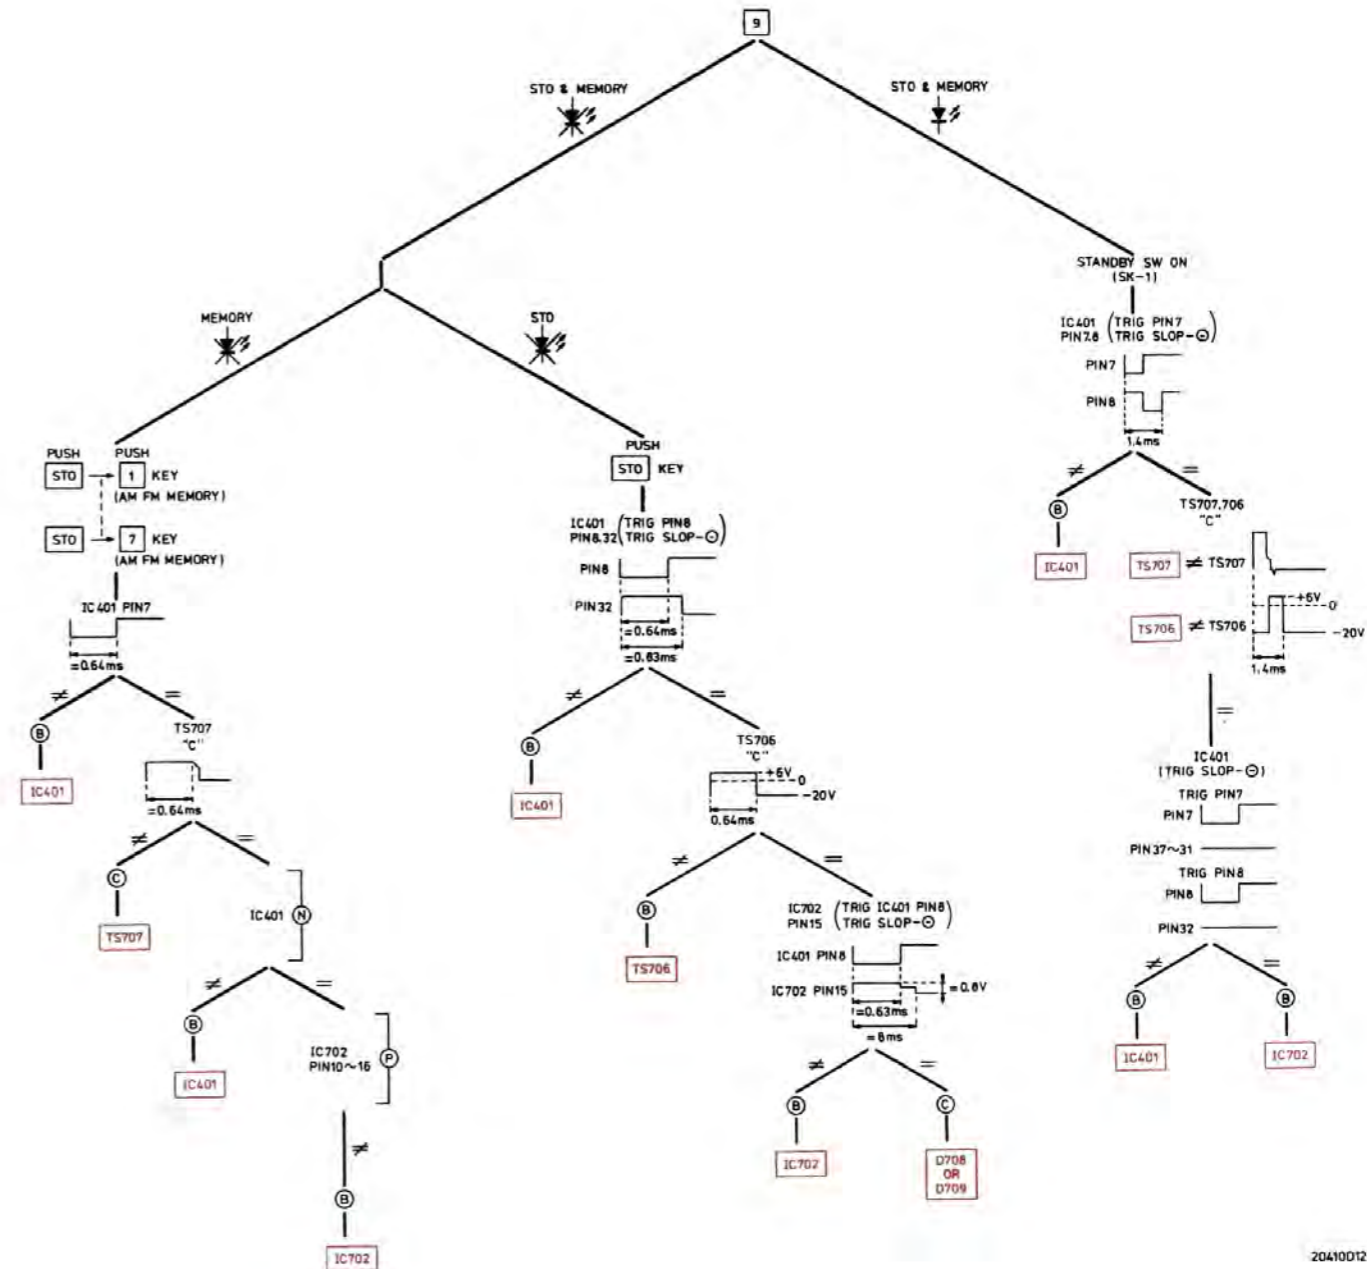 9
STO & MEMORY
STO & MEMORY
STANDBY SW ON
(SK-1)
IC401 (TRIG PIN7
PIN7.8 TRIG SLOP-⊖)
PIN7
PIN8
1.4ms
≠ =
B
IC401
TS707,706
"C"
TS707 ≠ TS707
+6V
0
TS706 ≠ TS706
-20V
1.4ms
=
IC401
(TRIG SLOP-⊖)
TRIG PIN7
PIN7
PIN37~31
TRIG PIN8
PIN8
PIN32
≠ =
B B
IC401 IC702
MEMORY
STO
PUSH PUSH
STO 1 KEY
(AM FM MEMORY)
STO 7 KEY
(AM FM MEMORY)
IC401 PIN7
=0.64ms
≠ =
B
IC401
TS707
"C"
=0.64ms
≠ =
C
TS707
IC401 N
≠ =
B
IC401
IC702
PIN10~16 P
≠
B
IC702
PUSH
STO KEY
IC401 (TRIG PIN8
PIN8.32 TRIG SLOP-⊖)
PIN8
PIN32
=0.64ms
=0.83ms
≠ =
B
IC401
TS706
"C"
+6V
0
-20V
0.64ms
≠ =
B
TS706
IC702 (TRIG IC401 PIN8)
PIN15 (TRIG SLOP-⊖)
IC401 PIN8
IC702 PIN15
=0.8V
=0.63ms
=8ms
≠ =
B C
IC702 D708
OR
D709
20410D12